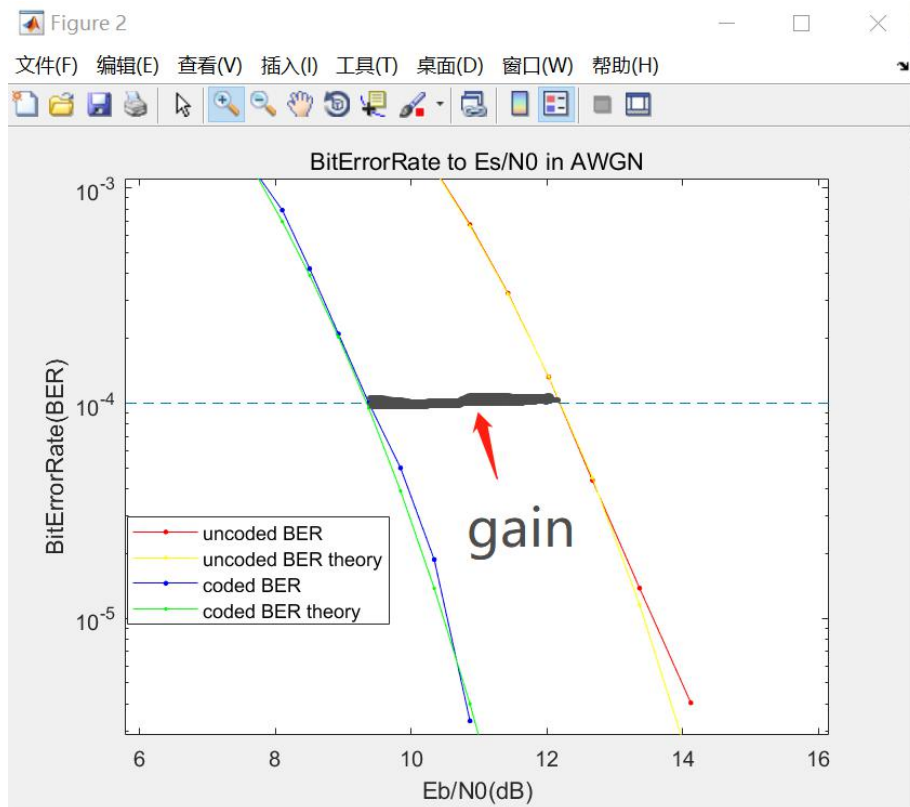 Figure 2
文件(F) 编辑(E) 查看(V) 插入(I) 工具(T) 桌面(D) 窗口(W) 帮助(H)
BitErrorRate to Es/N0 in AWGN
BitErrorRate(BER)
10^-3
10^-4
10^-5
gain
uncoded BER
uncoded BER theory
coded BER
coded BER theory
6 8 10 12 14 16
Eb/N0(dB)